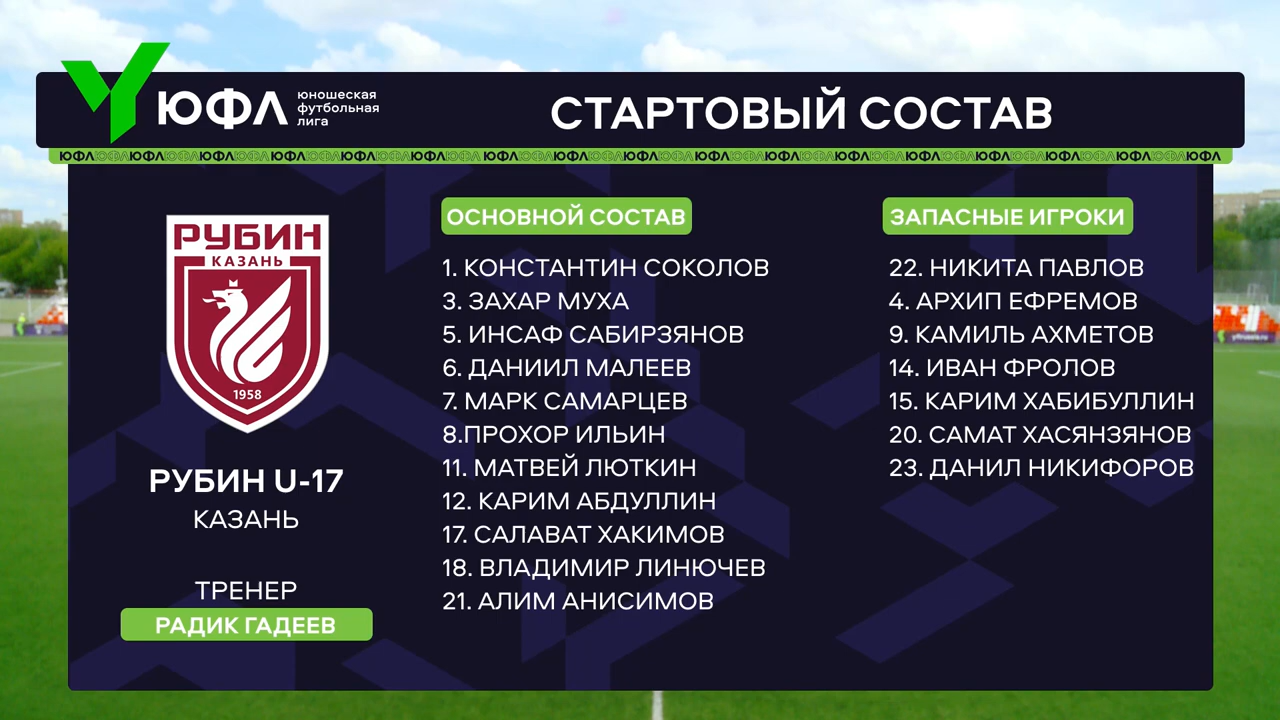 ЮФЛ
юношеская
футбольная
лига
СТАРТОВЫЙ СОСТАВ
ЮФЛЮФЛЮФЛЮФЛЮФЛЮФЛЮФЛЮФЛЮФЛЮФЛЮФЛ ЮФЛЮФЛЮФЛЮФЛЮФЛЮФЛЮФЛЮФЛЮФЛЮФЛЮФЛЮФЛЮФЛЮФЛЮФЛЮФЛЮФЛЮФЛЮФЛЮФЛЮФЛ
РУБИН
КАЗАНЬ
1958
РУБИН U-17
КАЗАНЬ
ТРЕНЕР
РАДИК ГАДЕЕВ
ОСНОВНОЙ СОСТАВ
1. КОНСТАНТИН СОКОЛОВ
3. ЗАХАР МУХА
5. ИНСАФ САБИРЗЯНОВ
6. ДАНИИЛ МАЛЕЕВ
7. МАРК САМАРЦЕВ
8.ПРОХОР ИЛЬИН
11. МАТВЕЙ ЛЮТКИН
12. КАРИМ АБДУЛЛИН
17. САЛАВАТ ХАКИМОВ
18. ВЛАДИМИР ЛИНЮЧЕВ
21. АЛИМ АНИСИМОВ
ЗАПАСНЫЕ ИГРОКИ
22. НИКИТА ПАВЛОВ
4. АРХИП ЕФРЕМОВ
9. КАМИЛЬ АХМЕТОВ
14. ИВАН ФРОЛОВ
15. КАРИМ ХАБИБУЛЛИН
20. САМАТ ХАСЯНЗЯНОВ
23. ДАНИЛ НИКИФОРОВ